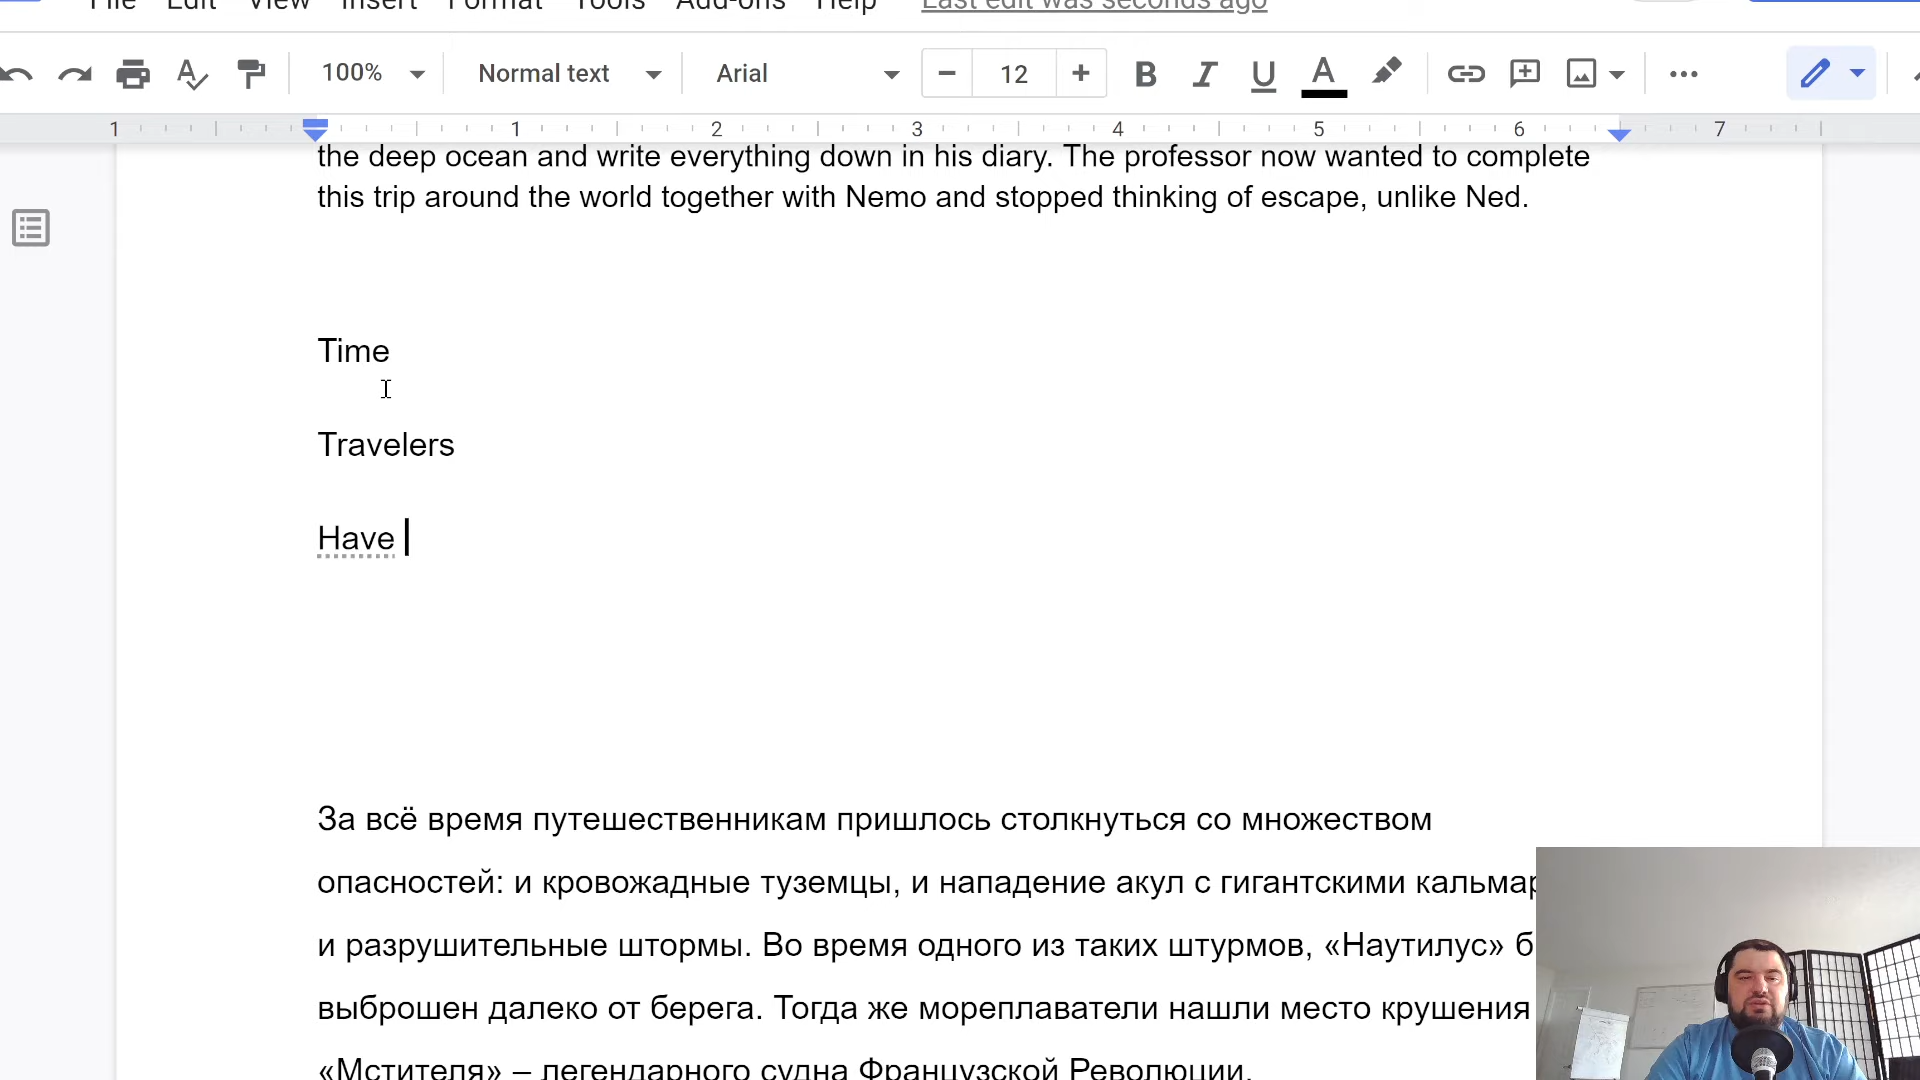 File Edit View Insert Format Tools Add-ons Help Last edit was seconds ago
100% Normal text Arial 12 B I U A
1 1 2 3 4 5 6 7
the deep ocean and write everything down in his diary. The professor now wanted to complete
this trip around the world together with Nemo and stopped thinking of escape, unlike Ned.
Time
Travelers
Have
За всё время путешественникам пришлось столкнуться со множеством
опасностей: и кровожадные туземцы, и нападение акул с гигантскими
и разрушительные штормы. Во время одного из таких штурмов, «Наутилус»
выброшен далеко от берега. Тогда же мореплаватели нашли место крушения
«Мстителя» – легендарного судна Французской Революции.